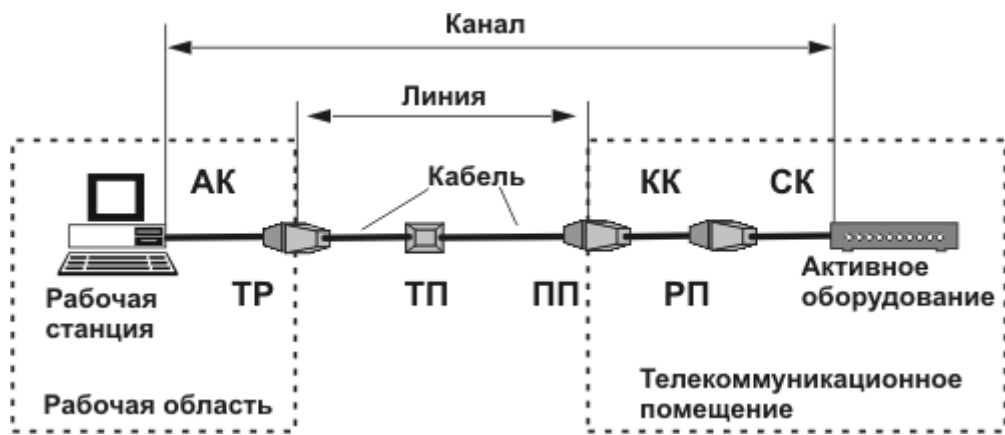 Канал
Линия
АК
Кабель
КК
СК
ТР
ТП
ПП
РП
Рабочая
станция
Активное
оборудование
Рабочая область
Телекоммуникационное
помещение